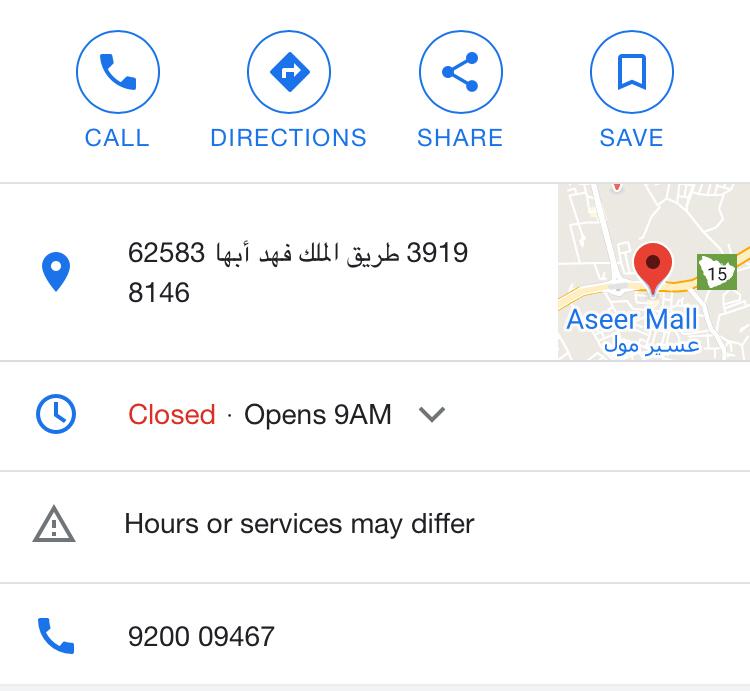 CALL
DIRECTIONS
SHARE
SAVE
3919 طريق الملك فهد أبها 62583
8146
15
Aseer Mall
عسير مول
Closed · Opens 9AM
Hours or services may differ
9200 09467